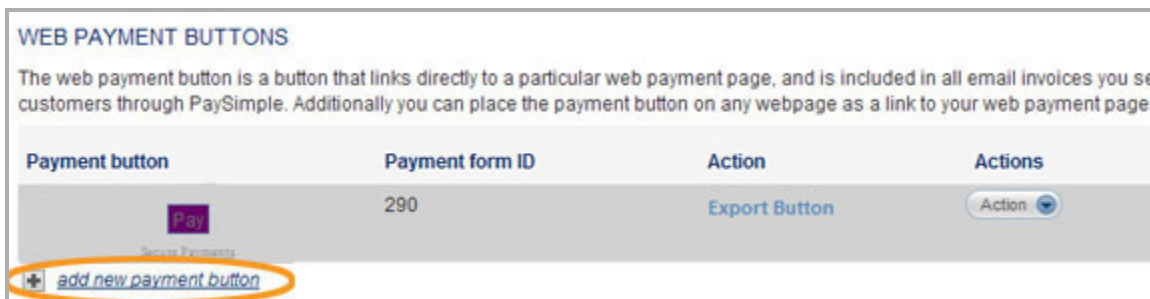 WEB PAYMENT BUTTONS
The web payment button is a button that links directly to a particular web payment page, and is included in all email invoices you se
customers through PaySimple. Additionally you can place the payment button on any webpage as a link to your web payment page
Payment button Payment form ID Action Actions
Pay 290 Export Button Action
Secure Payments
add new payment button